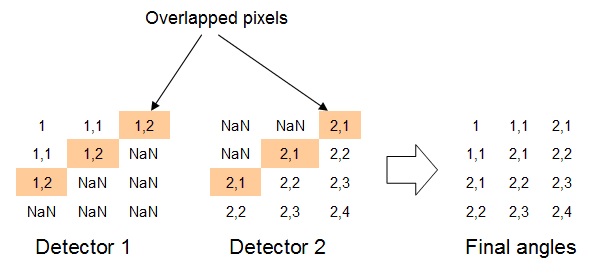 Overlapped pixels
1 1,1 1,2 NaN NaN 2,1 1 1,1 2,1
1,1 1,2 NaN NaN 2,1 2,2 1,1 2,1 2,2
1,2 NaN NaN 2,1 2,2 2,3 2,1 2,2 2,3
NaN NaN NaN 2,2 2,3 2,4 2,2 2,3 2,4
Detector 1 Detector 2 Final angles